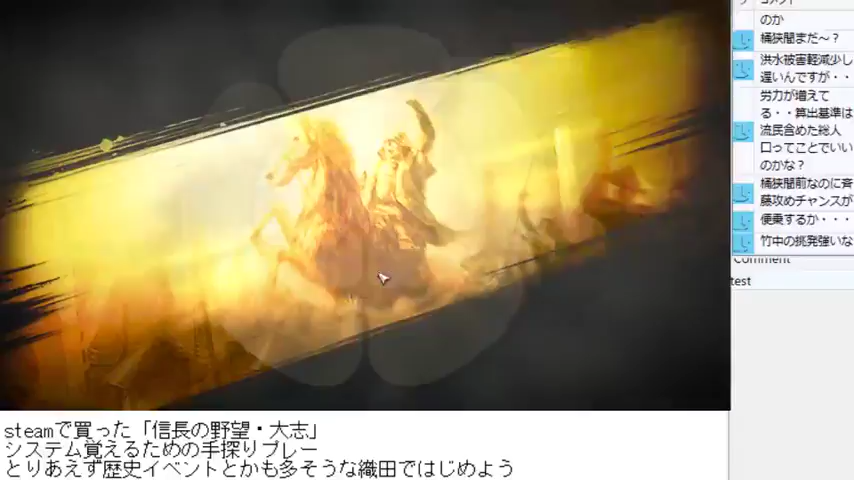 コメント
のか
桶狭間まだ～？
洪水被害軽減少し
遅いんですが・・
労力が増えて
る・・算出基準は
流民含めた総人
口ってことでいい
のかな？
桶狭間前なのに斉
藤攻めチャンスが
便乗するか・・・
竹中の挑発強いな
Comment
test
steamで買った「信長の野望・大志」
システム覚えるための手探りプレー
とりあえず歴史イベントとかも多そうな織田ではじめよう